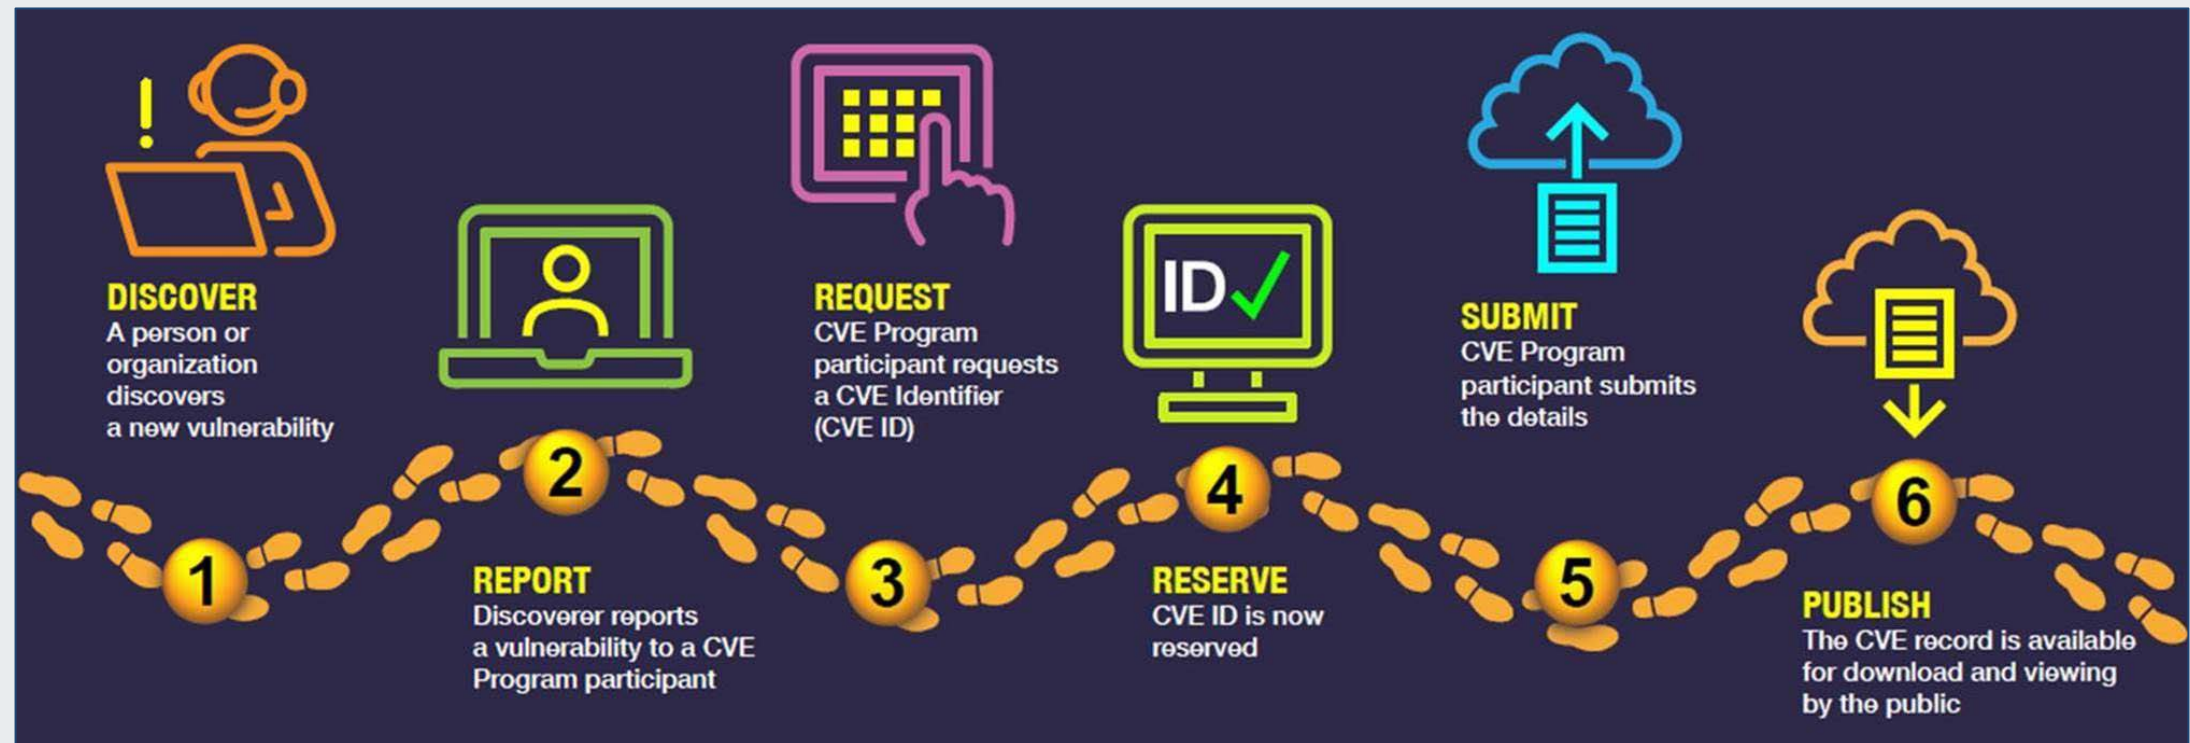 DISCOVER
A person or
organization
discovers
a new vulnerability
1
2
REPORT
Discoverer reports
a vulnerability to a CVE
Program participant
REQUEST
CVE Program
participant requests
a CVE Identifier
(CVE ID)
3
ID
4
RESERVE
CVE ID is now
reserved
SUBMIT
CVE Program
participant submits
the details
5
6
PUBLISH
The CVE record is available
for download and viewing
by the public